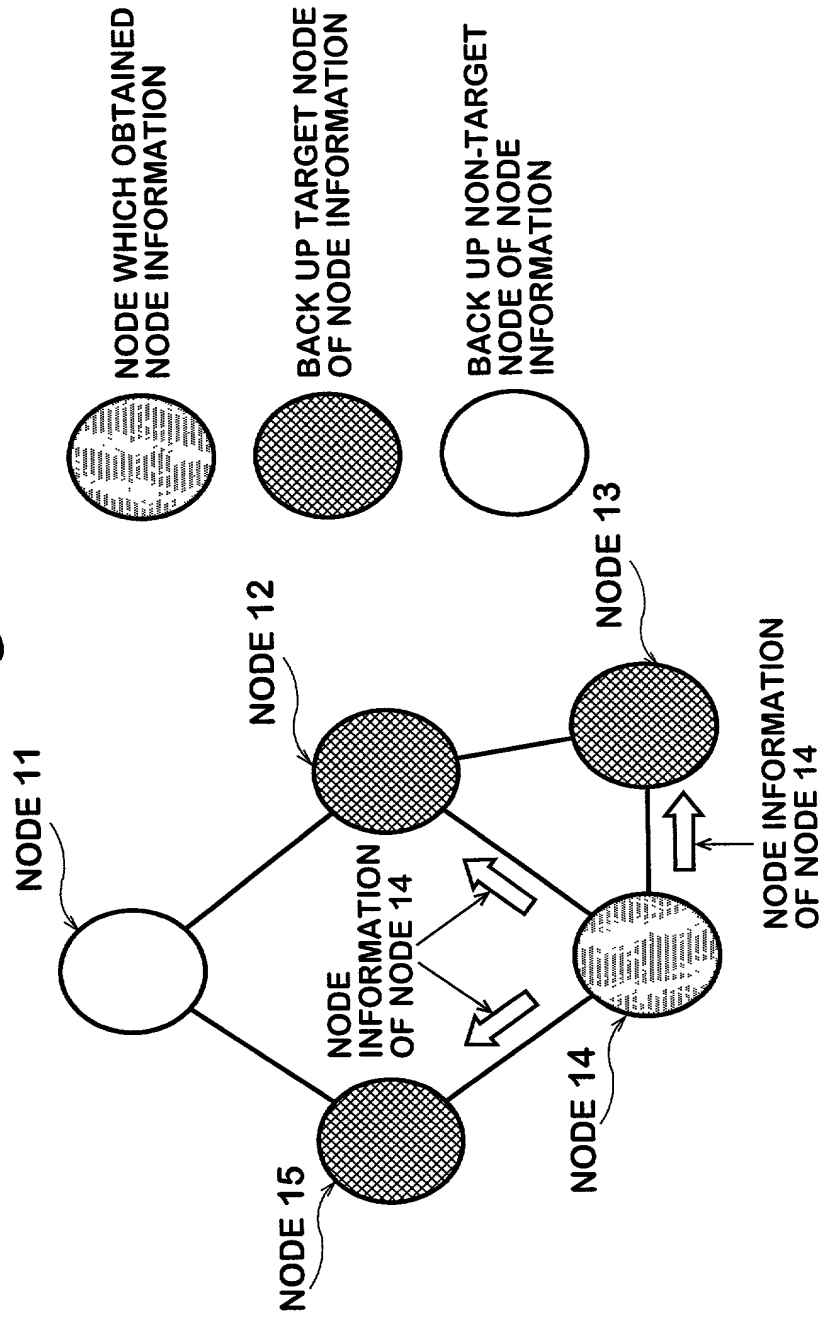 NODE 11
NODE 12
NODE 15
NODE
INFORMATION
OF NODE 14
NODE 13
NODE 14
NODE INFORMATION
OF NODE 14
NODE WHICH OBTAINED
NODE INFORMATION
BACK UP TARGET NODE
OF NODE INFORMATION
BACK UP NON-TARGET
NODE OF NODE
INFORMATION